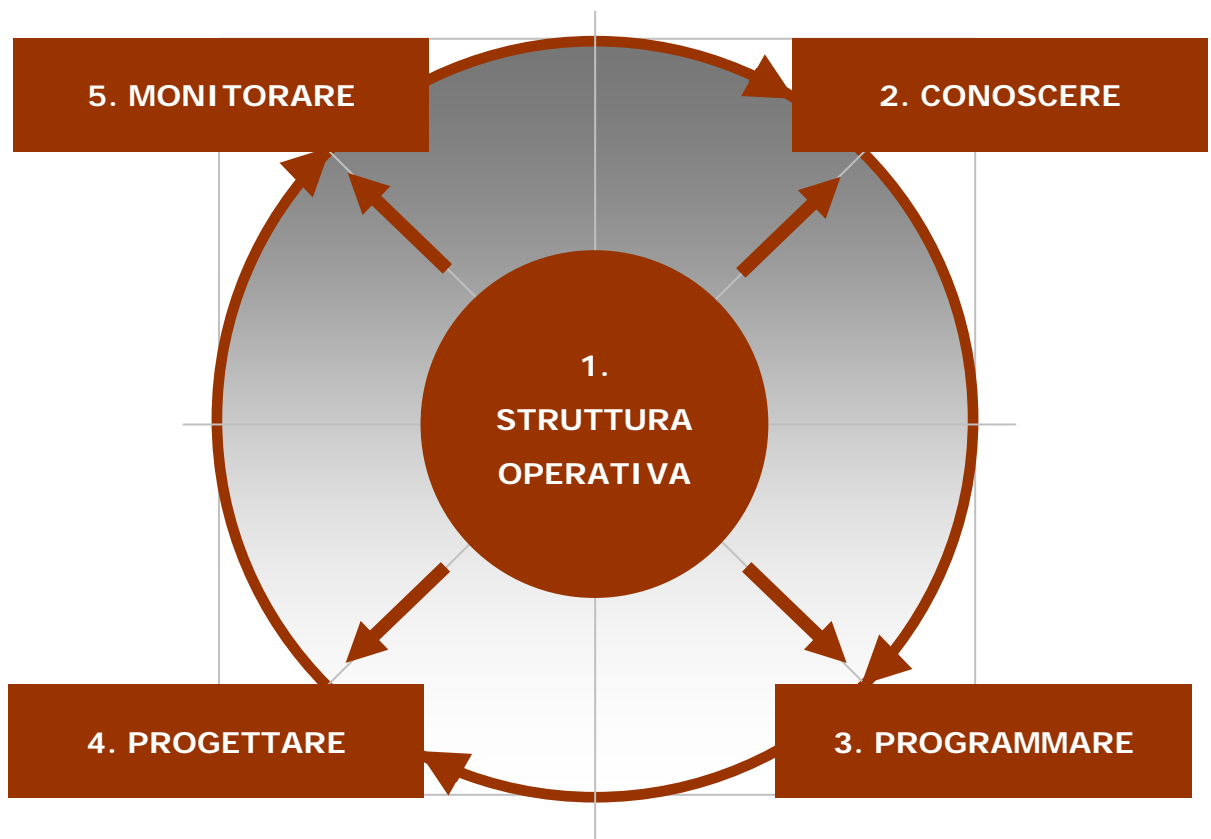 5. MONITORARE
2. CONOSCERE
1.
STRUTTURA
OPERATIVA
4. PROGETTARE
3. PROGRAMMARE